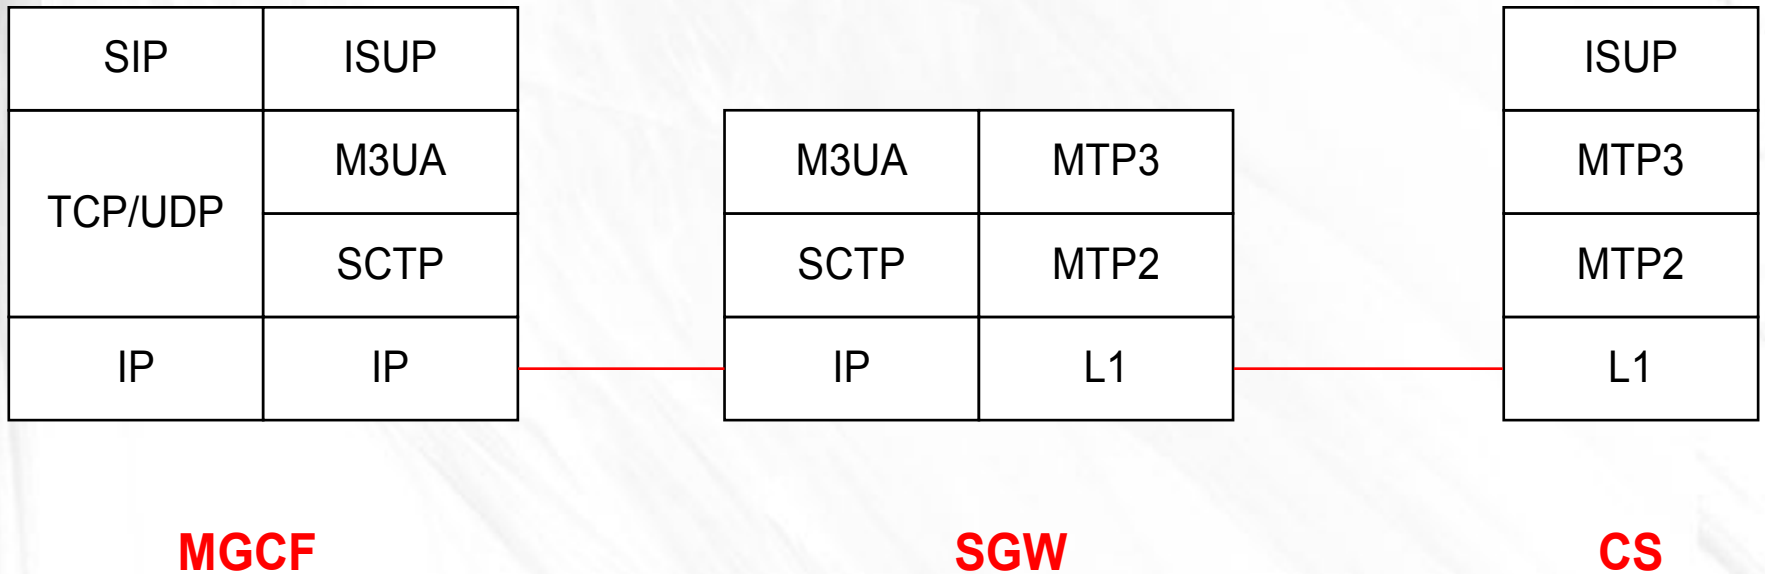 SIP ISUP ISUP
M3UA M3UA MTP3 MTP3
TCP/UDP
SCTP SCTP MTP2 MTP2
IP IP IP L1 L1
MGCF SGW CS